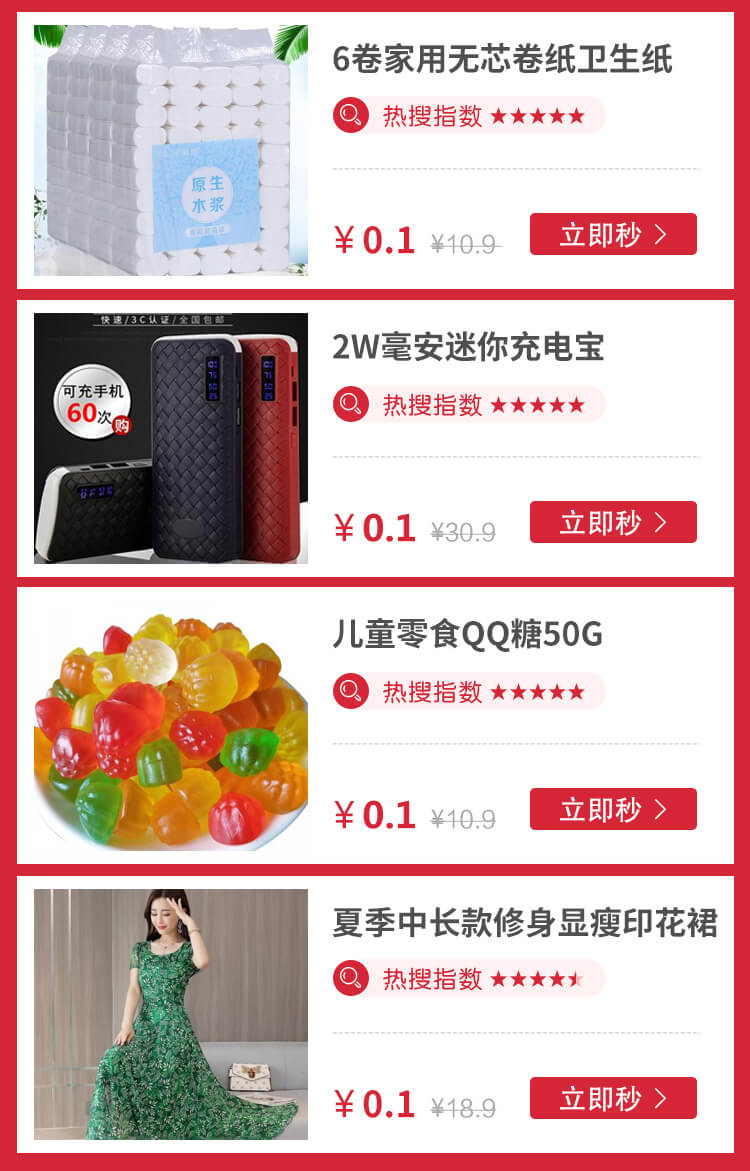 6卷家用无芯卷纸卫生纸
热搜指数 ★★★★★
原生
木浆
¥0.1 ¥10.9 立即秒 >
快速/3C认证/全国包邮
可充手机
60次
购
2W毫安迷你充电宝
热搜指数 ★★★★★
¥0.1 ¥30.9 立即秒 >
儿童零食QQ糖50G
热搜指数 ★★★★★
¥0.1 ¥10.9 立即秒 >
夏季中长款修身显瘦印花裙
热搜指数
¥0.1 ¥18.9 立即秒 >